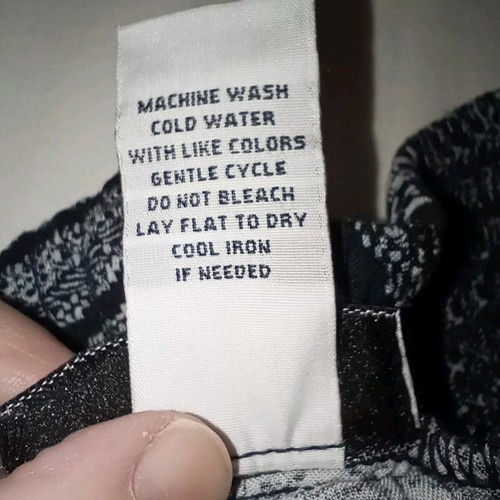 MACHINE WASH
COLD WATER
WITH LIKE COLORS
GENTLE CYCLE
DO NOT BLEACH
LAY FLAT TO DRY
COOL IRON
IF NEEDED